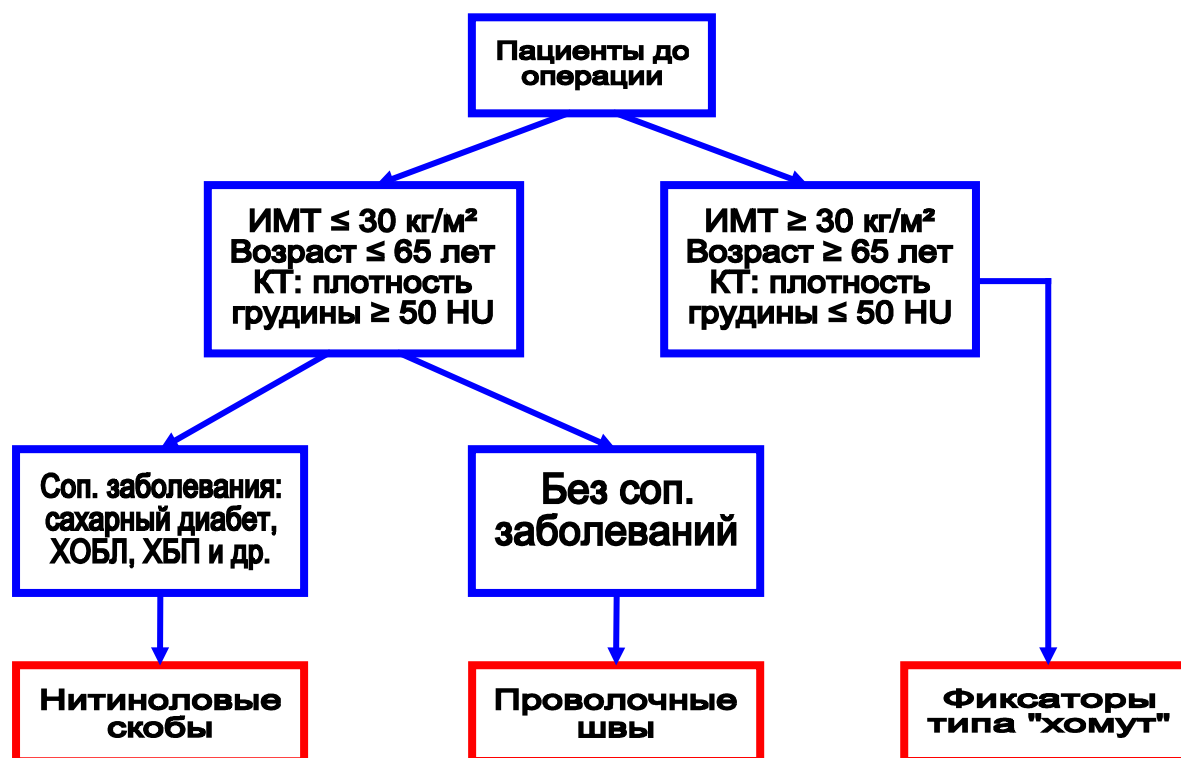 Пациенты до
операции
ИМТ ≤ 30 кг/м²
Возраст ≤ 65 лет
КТ: плотность
грудины ≥ 50 HU
ИМТ ≥ 30 кг/м²
Возраст ≥ 65 лет
КТ: плотность
грудины ≤ 50 HU
Соп. заболевания:
сахарный диабет,
ХОБЛ, ХБП и др.
Без соп.
заболеваний
Нитиноловые
скобы
Проволочные
швы
Фиксаторы
типа "хомут"